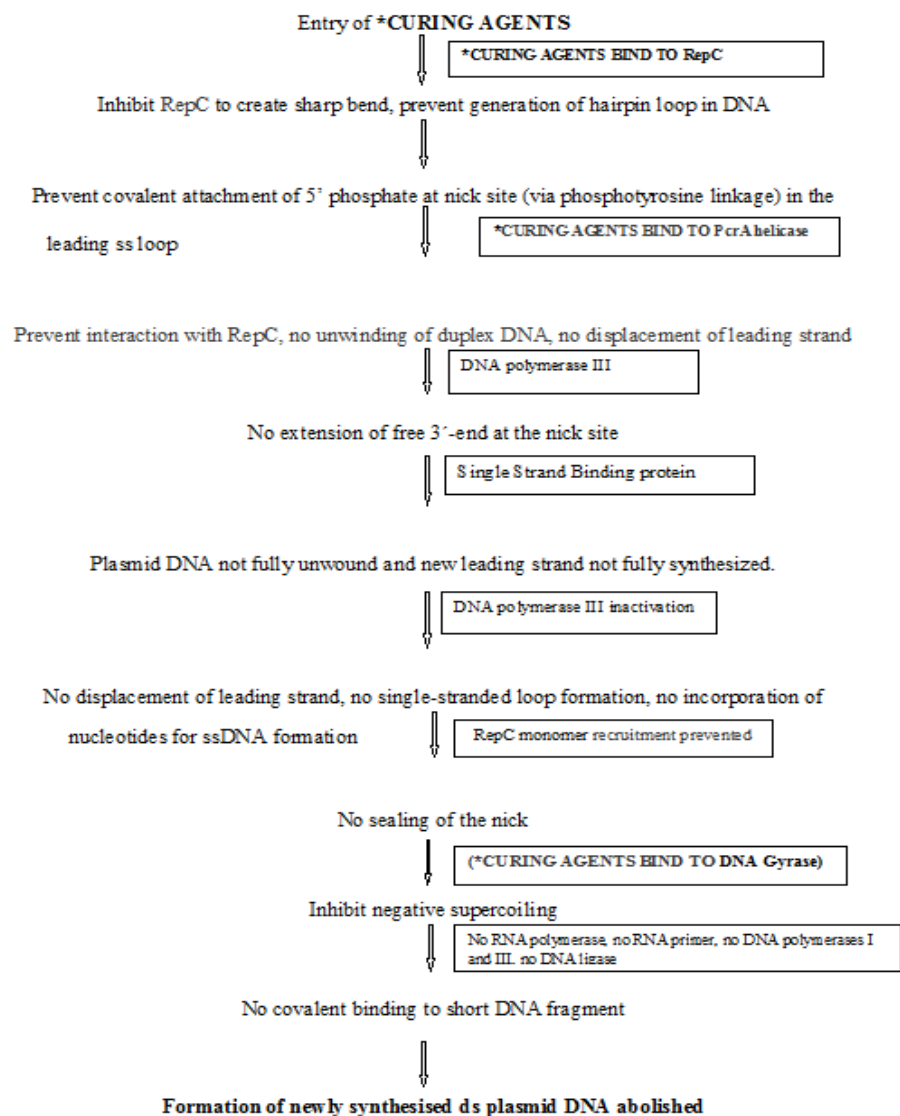 Entry of *CURING AGENTS
*CURING AGENTS BIND TO RepC
Inhibit RepC to create sharp bend, prevent generation of hairpin loop in DNA
Prevent covalent attachment of 5’ phosphate at nick site (via phosphotyrosine linkage) in the
leading ss loop
*CURING AGENTS BIND TO PcrA helicase
Prevent interaction with RepC, no unwinding of duplex DNA, no displacement of leading strand
DNA polymerase III
No extension of free 3´-end at the nick site
Single Strand Binding protein
Plasmid DNA not fully unwound and new leading strand not fully synthesized.
DNA polymerase III inactivation
No displacement of leading strand, no single-stranded loop formation, no incorporation of
nucleotides for ssDNA formation
RepC monomer recruitment prevented
No sealing of the nick
(*CURING AGENTS BIND TO DNA Gyrase)
Inhibit negative supercoiling
No RNA polymerase, no RNA primer, no DNA polymerases I
and III. no DNA ligase
No covalent binding to short DNA fragment
Formation of newly synthesised ds plasmid DNA abolished